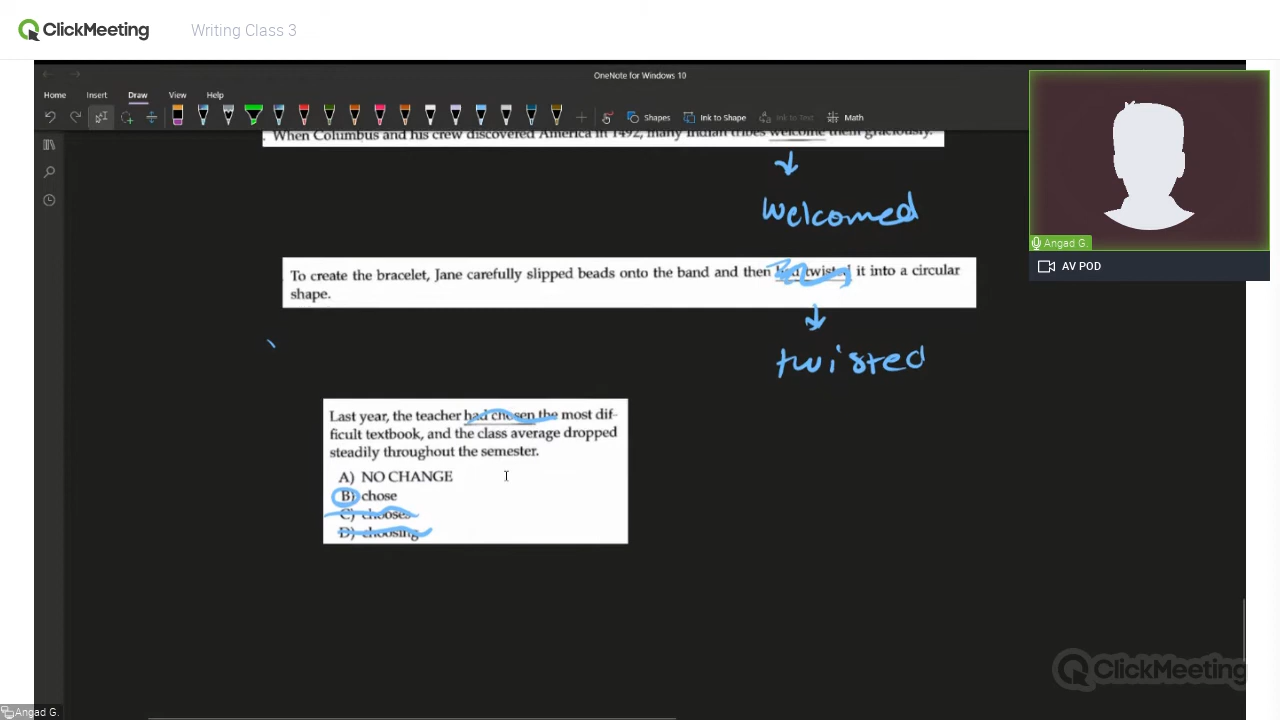 ClickMeeting
Writing Class 3
OneNote for Windows 10
Home Insert Draw View Help
Shapes Ink to Shape Ink to Text Math
When Columbus and his crew discovered America in 1492, many Indian tribes welcome them graciously.
welcomed
To create the bracelet, Jane carefully slipped beads onto the band and then had twisted it into a circular
shape.
twisted
Last year, the teacher had chosen the most dif-
ficult textbook, and the class average dropped
steadily throughout the semester.
A) NO CHANGE
B) chose
C) chooses
D) choosing
Angad G.
AV POD
ClickMeeting
Angad G.